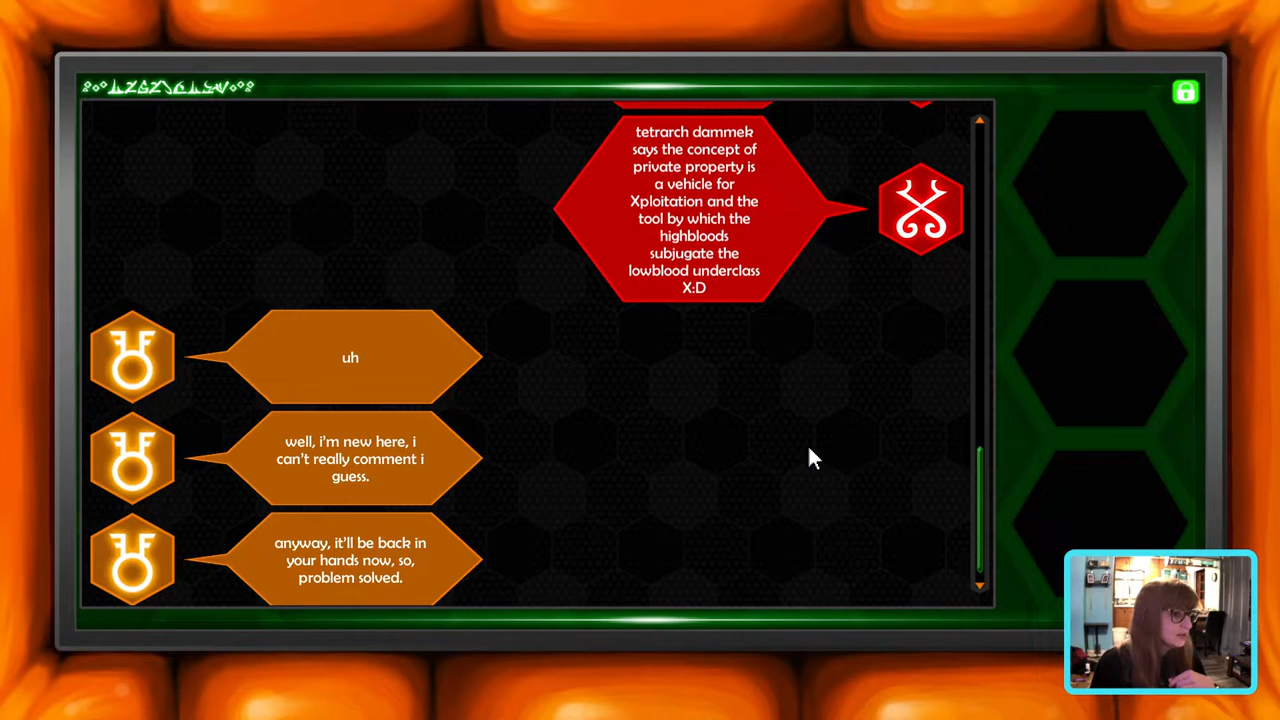 tetrarch dammek
says the concept of
private property is
a vehicle for
Xploitation and the
tool by which the
highbloods
subjugate the
lowblood underclass
X:D
uh
well, i'm new here, i
can't really comment i
guess.
anyway, it'll be back in
your hands now, so,
problem solved.